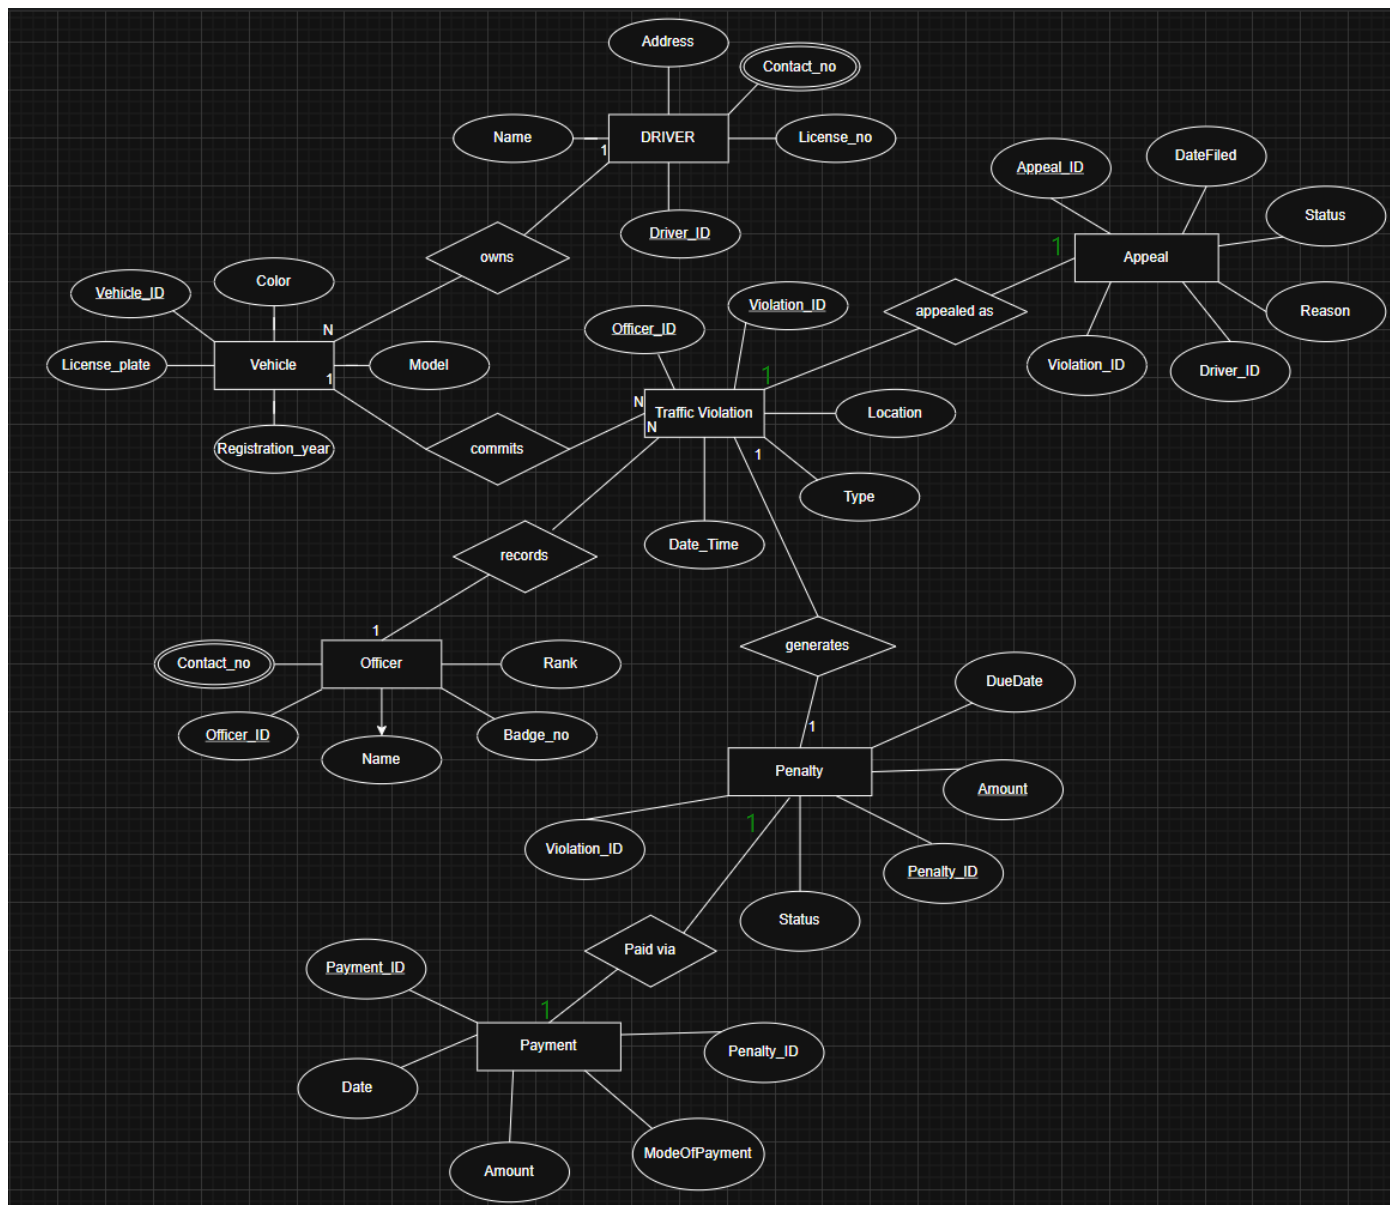 Address
Contact_no
Name
DRIVER
License_no
1
Driver_ID
owns
Appeal_ID
DateFiled
Status
1
Appeal
Reason
Violation_ID
Driver_ID
appealed as
Vehicle_ID
Color
N
License_plate
Vehicle
Model
1
Registration_year
commits
Officer_ID
Violation_ID
1
N
Traffic Violation
N
Location
1
Type
Date_Time
records
1
Contact_no
Officer
Rank
Officer_ID
Name
Badge_no
generates
1
DueDate
Penalty
Amount
1
Violation_ID
Penalty_ID
Status
Paid via
Payment_ID
1
Payment
Penalty_ID
Date
Amount
ModeOfPayment